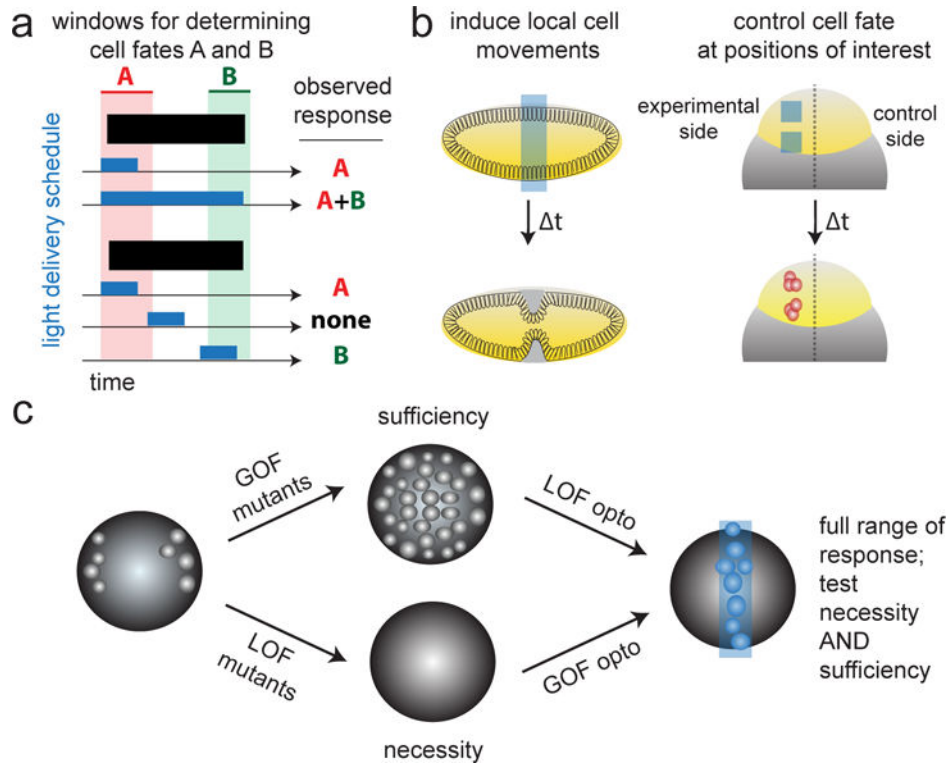 a
windows for determining
cell fates A and B
A
B
observed
response
light delivery schedule
A
A+B
A
none
B
time
b
induce local cell
movements
Δt
control cell fate
at positions of interest
experimental
side
control
side
Δt
c
sufficiency
GOF
mutants
LOF
mutants
necessity
LOF opto
GOF opto
full range of
response;
test
necessity
AND
sufficiency